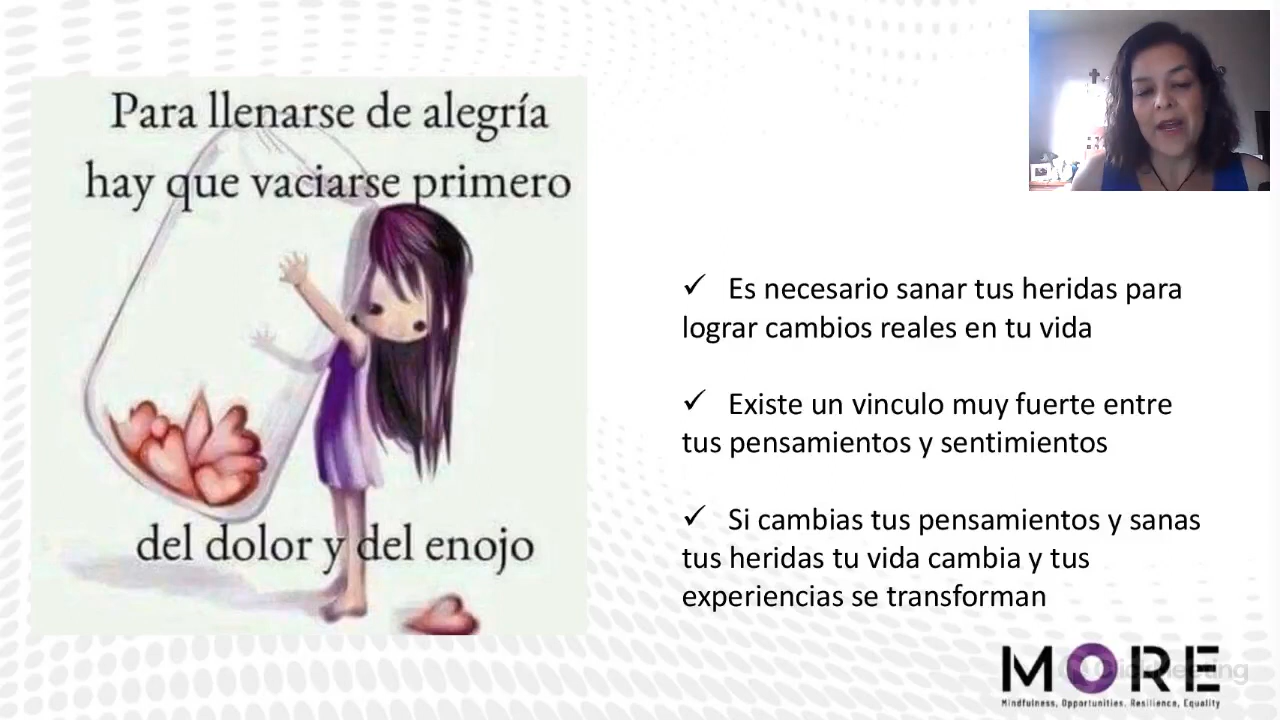 Para llenarse de alegría
hay que vaciarse primero
del dolor y del enojo
✓ Es necesario sanar tus heridas para
lograr cambios reales en tu vida
✓ Existe un vinculo muy fuerte entre
tus pensamientos y sentimientos
✓ Si cambias tus pensamientos y sanas
tus heridas tu vida cambia y tus
experiencias se transforman
MORE
ClickMeeting
Mindfulness, Opportunities, Resilience, Equality